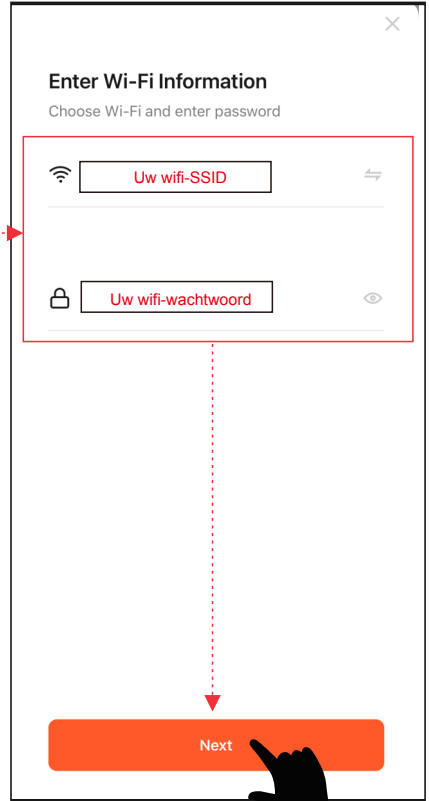 Enter Wi-Fi Information
Choose Wi-Fi and enter password
Uw wifi-SSID
Uw wifi-wachtwoord
Next